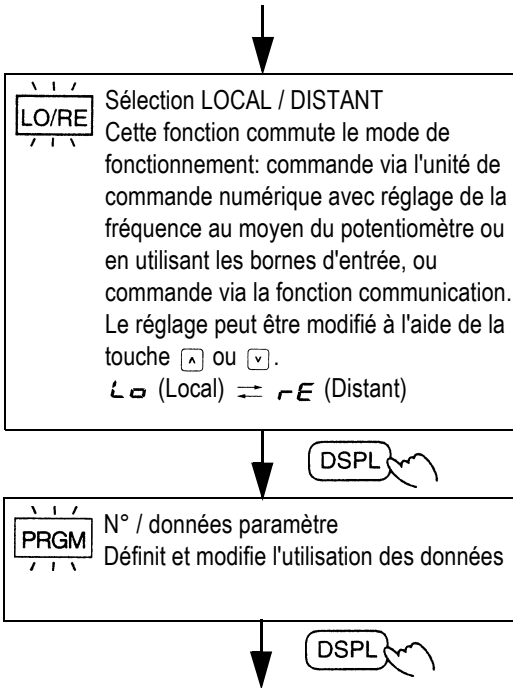 LO/RE
Sélection LOCAL / DISTANT
Cette fonction commute le mode de
fonctionnement: commande via l'unité de
commande numérique avec réglage de la
fréquence au moyen du potentiomètre ou
en utilisant les bornes d'entrée, ou
commande via la fonction communication.
Le réglage peut être modifié à l'aide de la
touche ou .
Lo (Local) ⇄ rE (Distant)
DSPL
PRGM
N° / données paramètre
Définit et modifie l'utilisation des données
DSPL